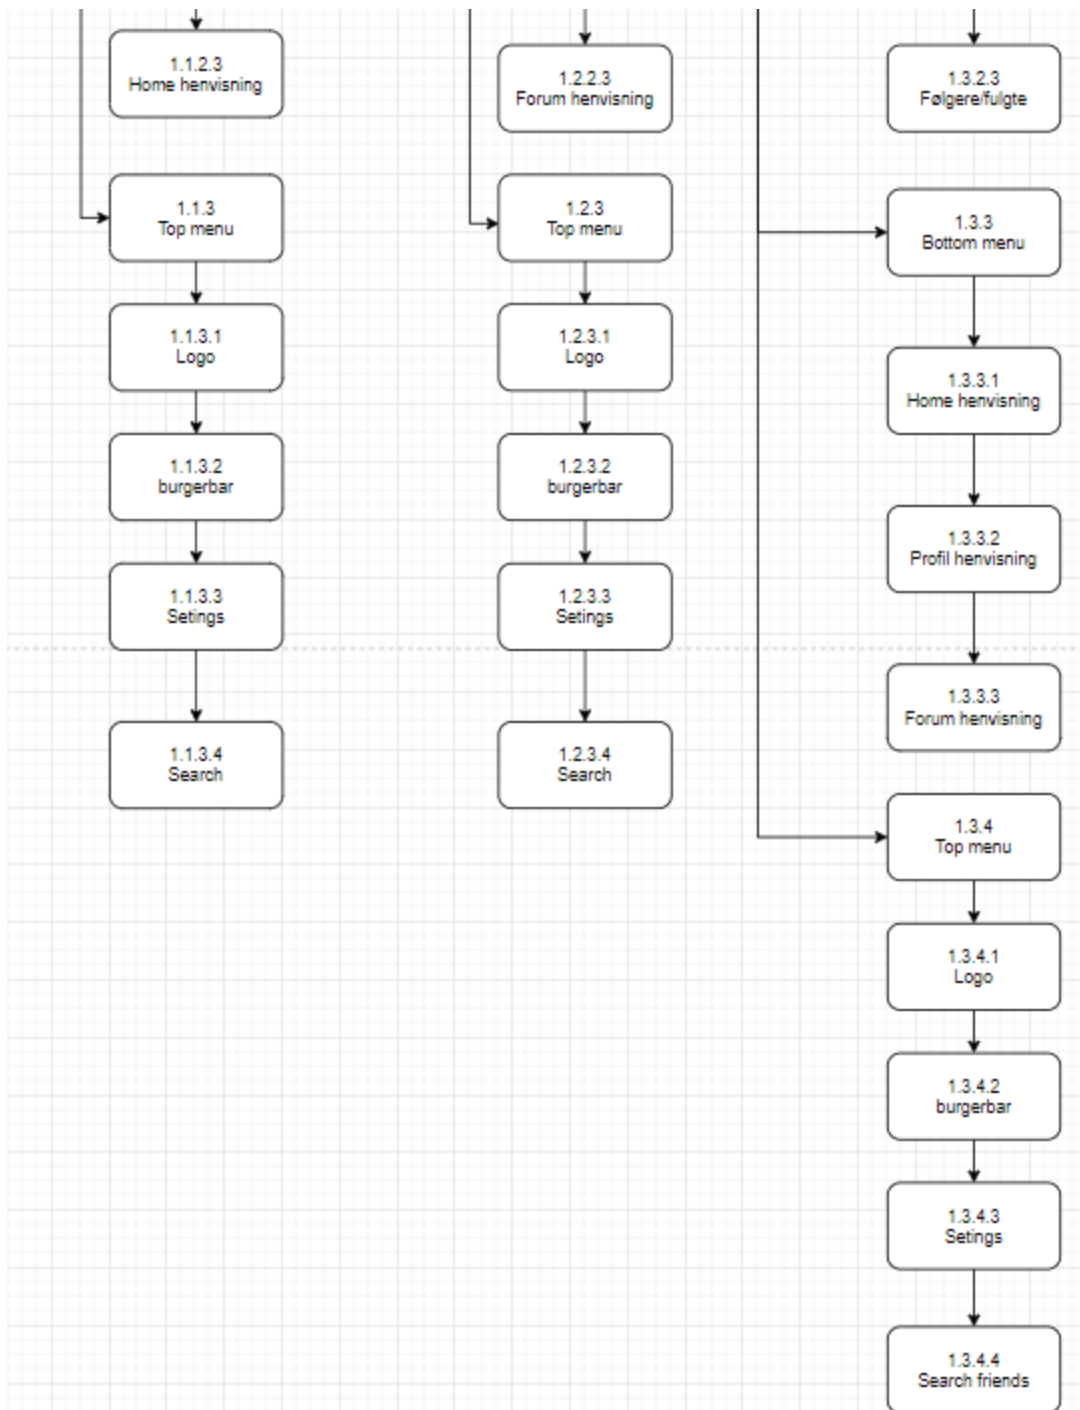 1.1.2.3
Home henvisning
1.1.3
Top menu
1.1.3.1
Logo
1.1.3.2
burgerbar
1.1.3.3
Setings
1.1.3.4
Search
1.2.2.3
Forum henvisning
1.2.3
Top menu
1.2.3.1
Logo
1.2.3.2
burgerbar
1.2.3.3
Setings
1.2.3.4
Search
1.3.2.3
Følgere/fulgte
1.3.3
Bottom menu
1.3.3.1
Home henvisning
1.3.3.2
Profil henvisning
1.3.3.3
Forum henvisning
1.3.4
Top menu
1.3.4.1
Logo
1.3.4.2
burgerbar
1.3.4.3
Setings
1.3.4.4
Search friends